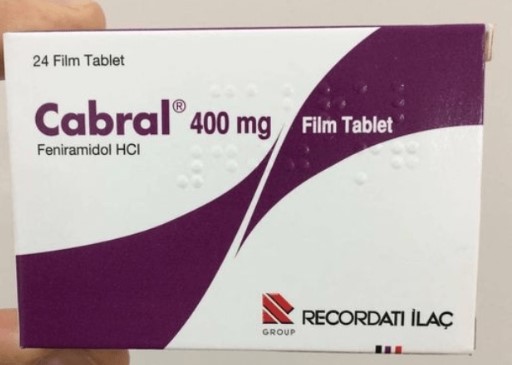 24 Film Tablet
Cabral® 400 mg
Film Tablet
Feniramidol HCl
GROUP
RECORDATI İLAÇ